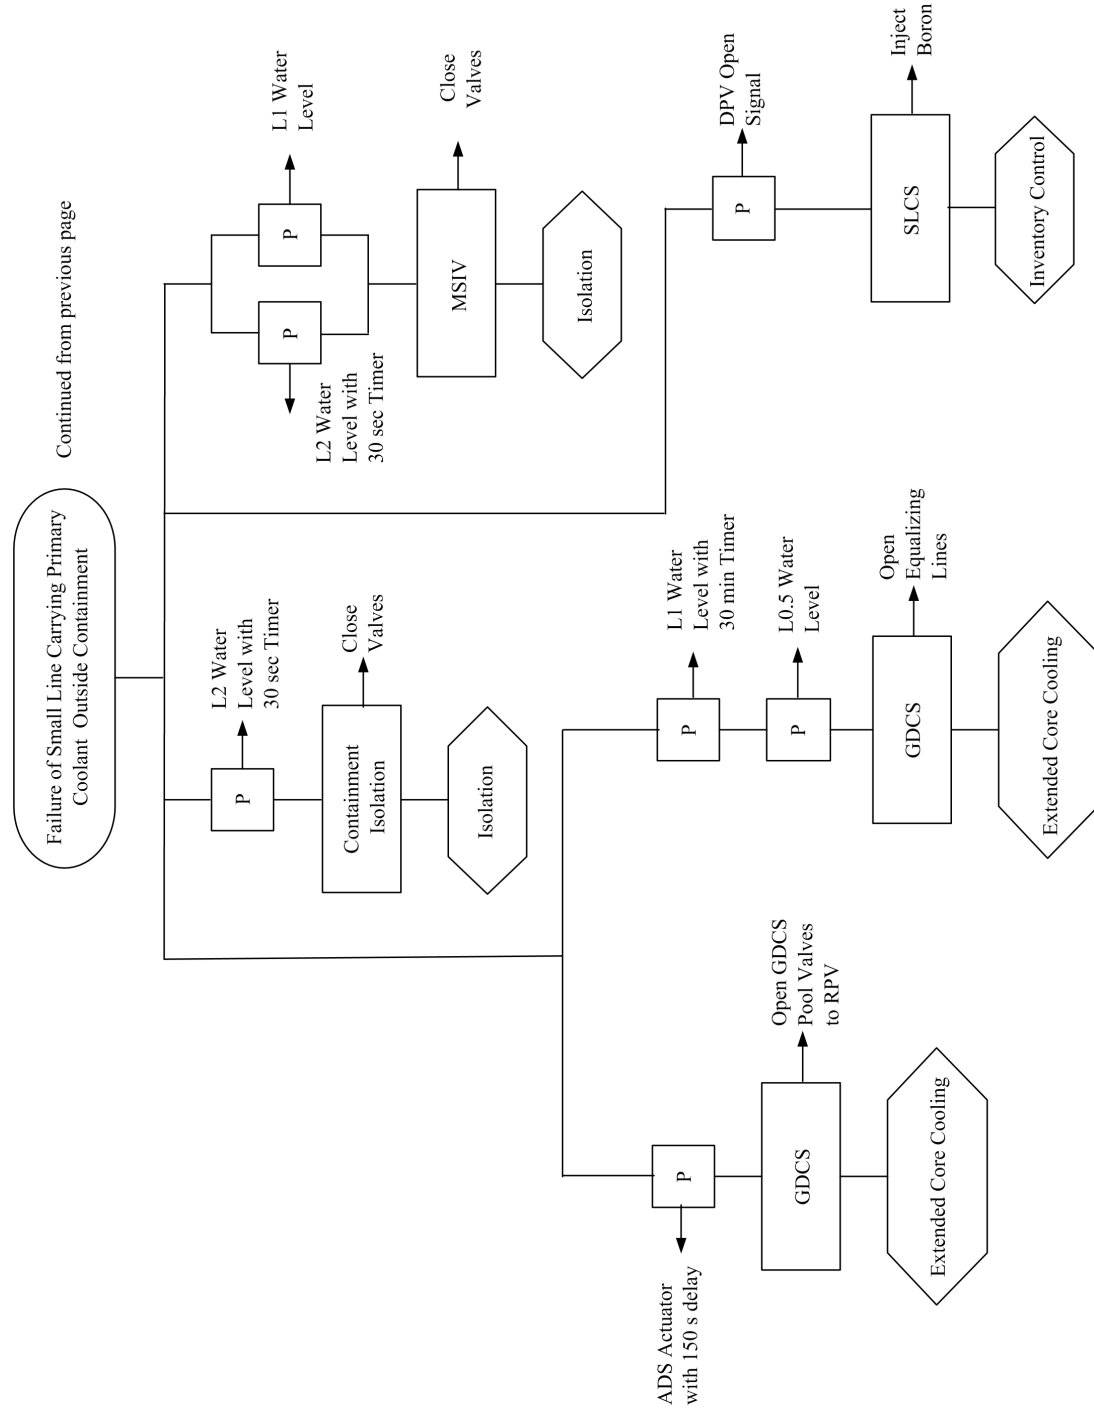 Continued from previous page
Failure of Small Line Carrying Primary
Coolant Outside Containment
L2 Water
Level with
30 sec Timer
P
Containment
Isolation
Close
Valves
Isolation
P
P
L1 Water
Level
L2 Water
Level with
30 sec Timer
MSIV
Close
Valves
Isolation
ADS Actuator
with 150 s delay
P
GDCS
Open GDCS
Pool Valves
to RPV
Extended Core Cooling
P
L1 Water
Level with
30 min Timer
P
L0.5 Water
Level
GDCS
Open
Equalizing
Lines
Extended Core Cooling
P
DPV Open
Signal
SLCS
Inject
Boron
Inventory Control